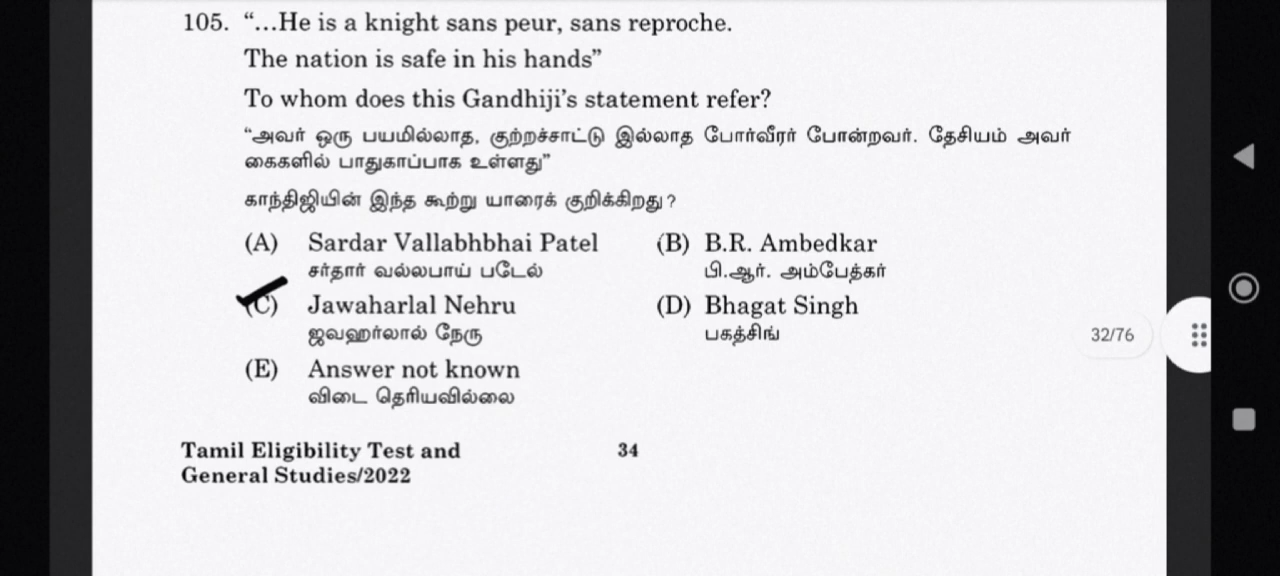 105. “...He is a knight sans peur, sans reproche.
The nation is safe in his hands”
To whom does this Gandhiji’s statement refer?
“அவர் ஒரு பயமில்லாத, குற்றச்சாட்டு இல்லாத போர்வீரர் போன்றவர். தேசியம் அவர்
கைகளில் பாதுகாப்பாக உள்ளது”
காந்திஜியின் இந்த கூற்று யாரைக் குறிக்கிறது?
(A) Sardar Vallabhbhai Patel (B) B.R. Ambedkar
சர்தார் வல்லபாய் படேல் பி.ஆர். அம்பேத்கர்
(C) Jawaharlal Nehru (D) Bhagat Singh
ஜவஹர்லால் நேரு பகத்சிங்
32/76
(E) Answer not known
விடை தெரியவில்லை
Tamil Eligibility Test and 34
General Studies/2022